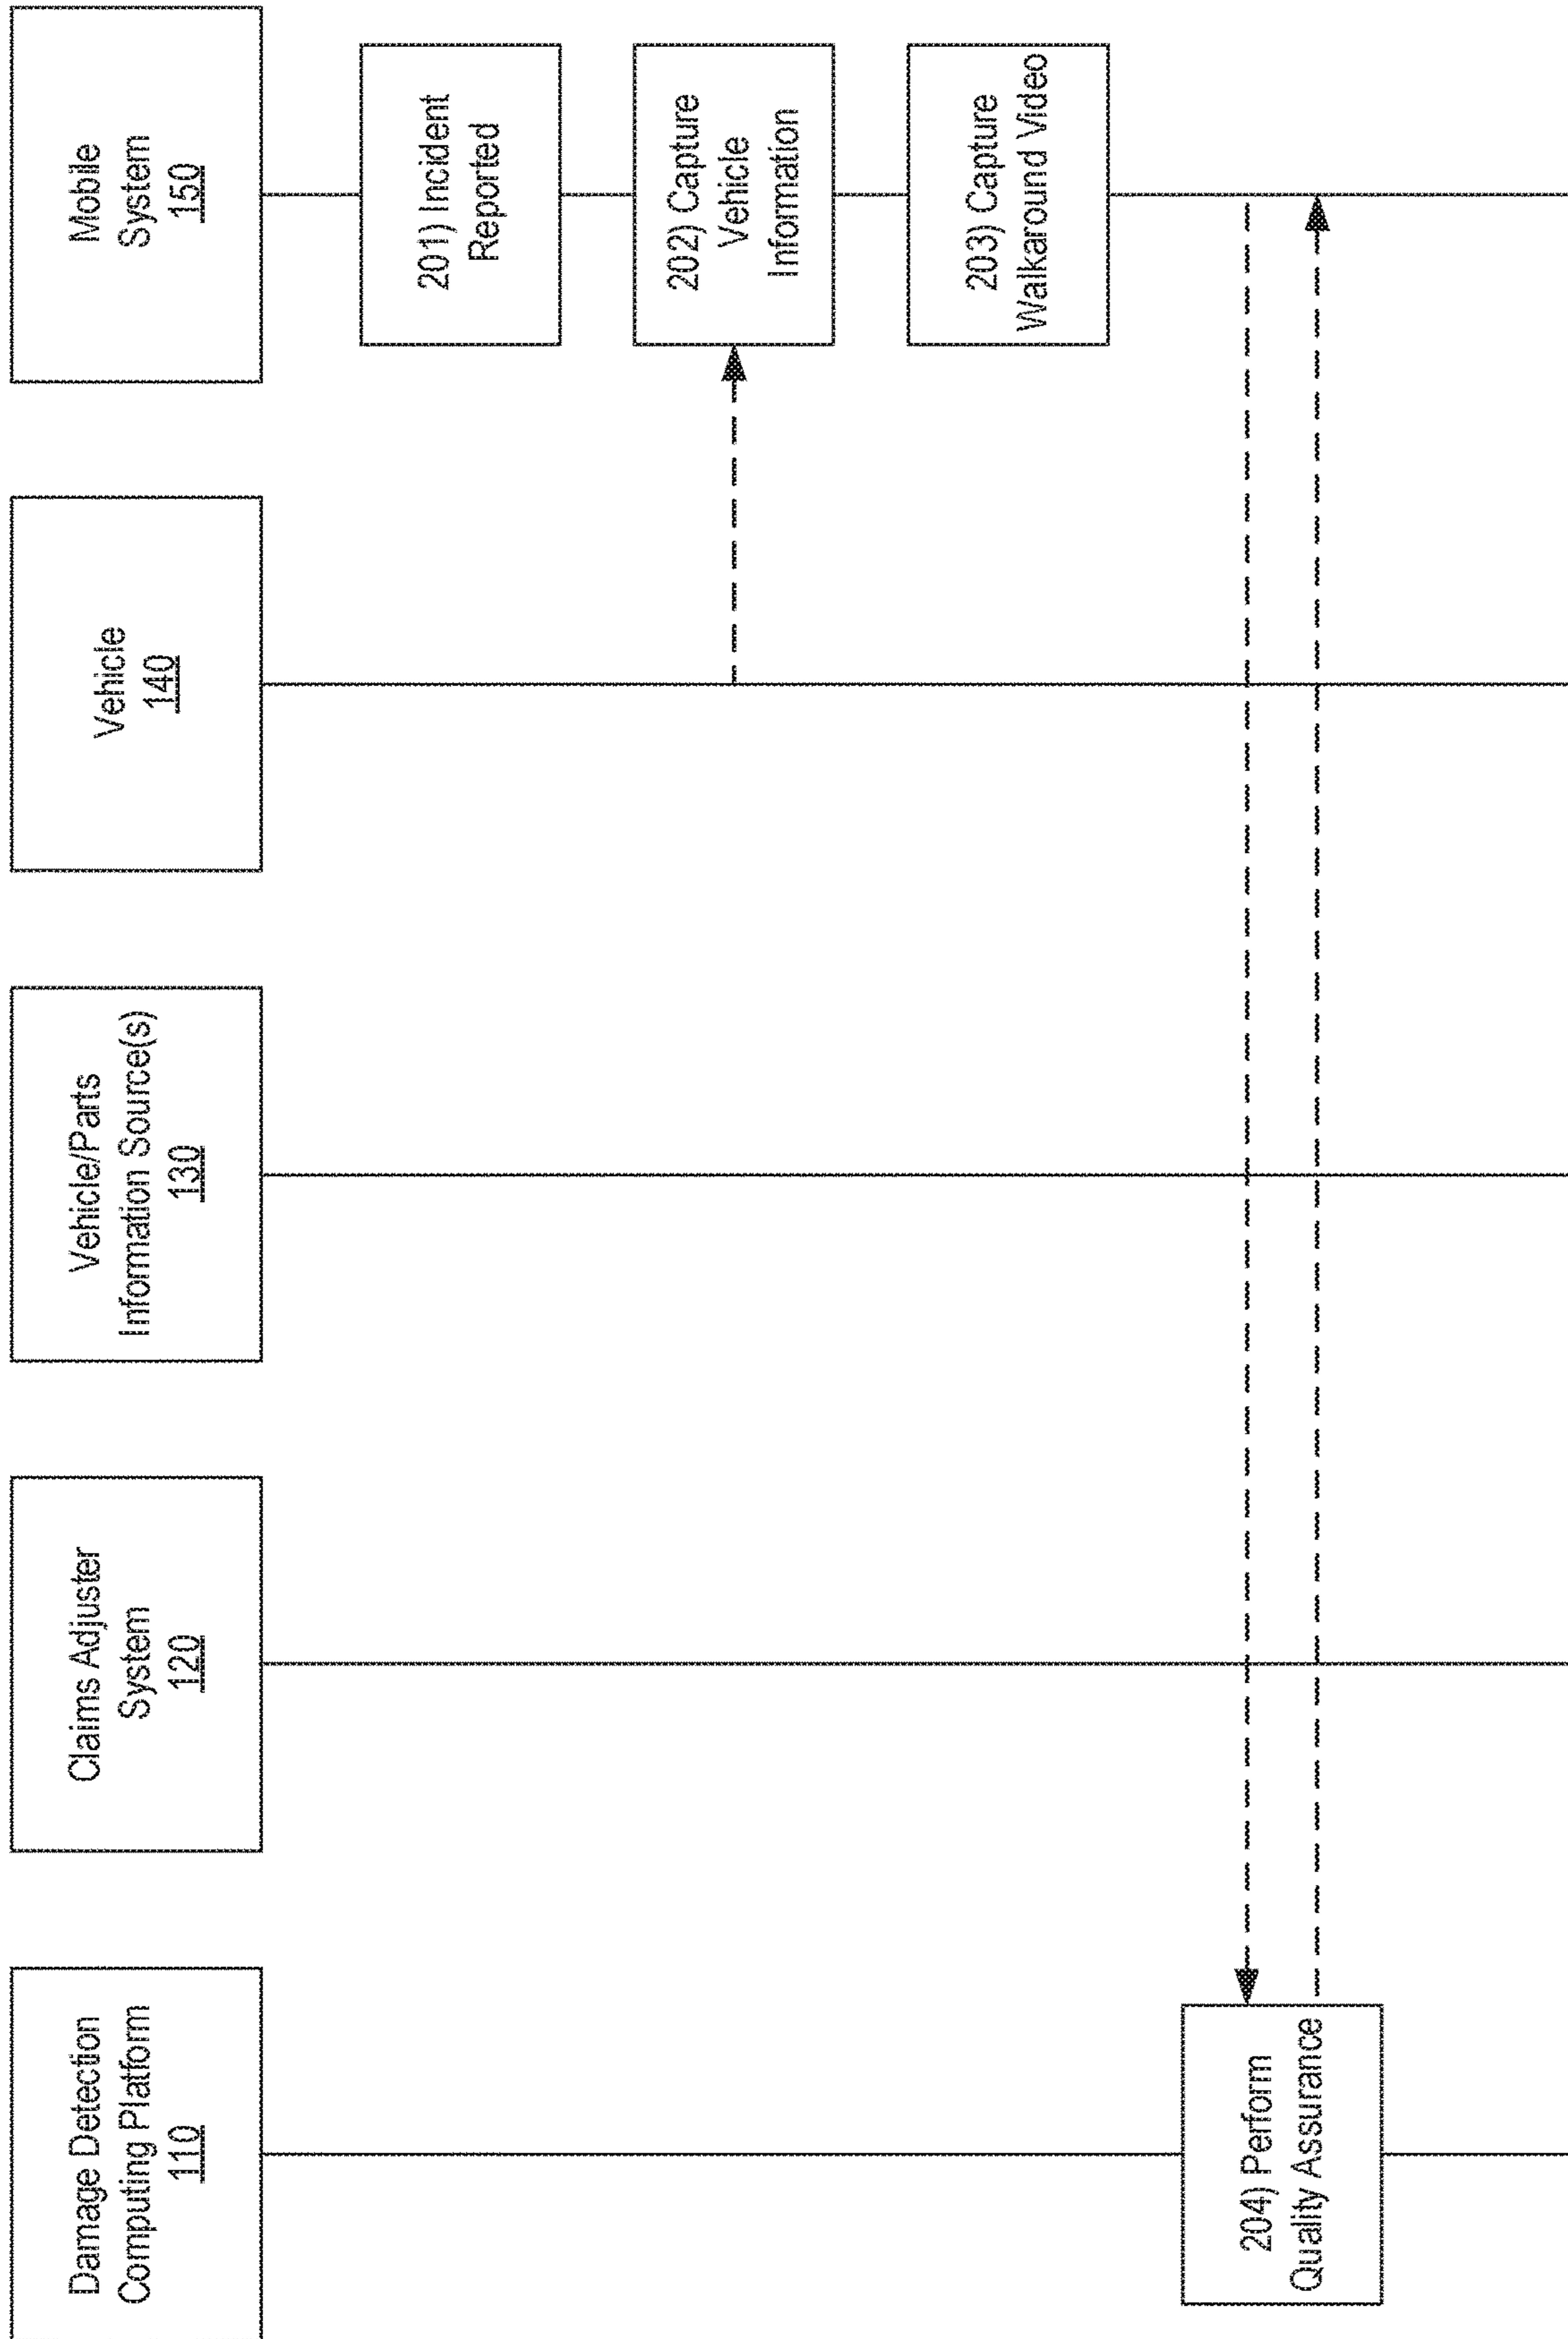 Damage Detection
Computing Platform
110
Claims Adjuster
System
120
Vehicle/Parts
Information Source(s)
130
Vehicle
140
Mobile
System
150
201) Incident
Reported
202) Capture
Vehicle
Information
203) Capture
Walkaround Video
204) Perform
Quality Assurance